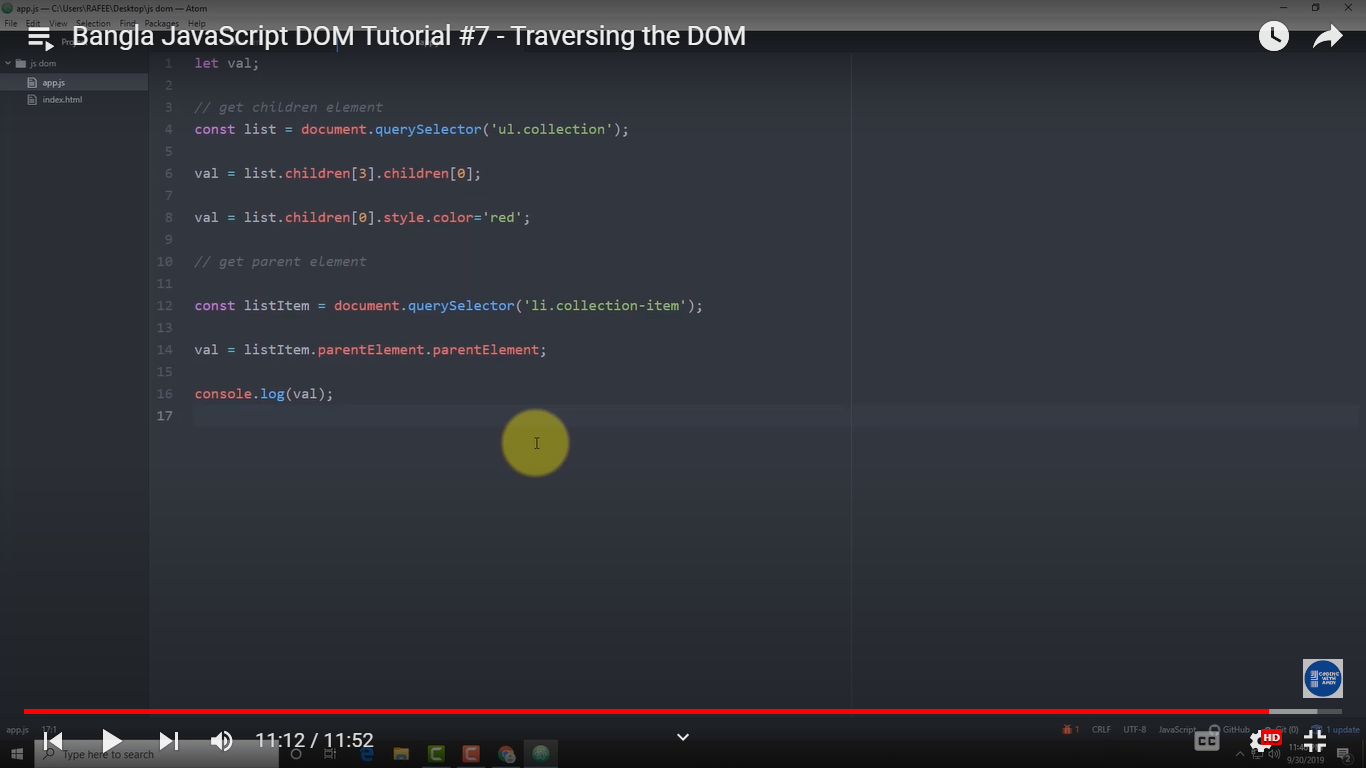 app.js — C:\Users\RAFEE\Desktop\js dom — Atom
File Edit View Selection Find Packages Help
Bangla JavaScript DOM Tutorial #7 - Traversing the DOM
js dom
app.js
index.html
1 let val;
2
3 // get children element
4 const list = document.querySelector('ul.collection');
5
6 val = list.children[3].children[0];
7
8 val = list.children[0].style.color='red';
9
10 // get parent element
11
12 const listItem = document.querySelector('li.collection-item');
13
14 val = listItem.parentElement.parentElement;
15
16 console.log(val);
17
CODING WITH
app.js 17:1
1 CRLF UTF-8 JavaScript GitHub Git (0) 1 update
11:12 / 11:52
CC
HD
Type here to search
9/30/2019
2